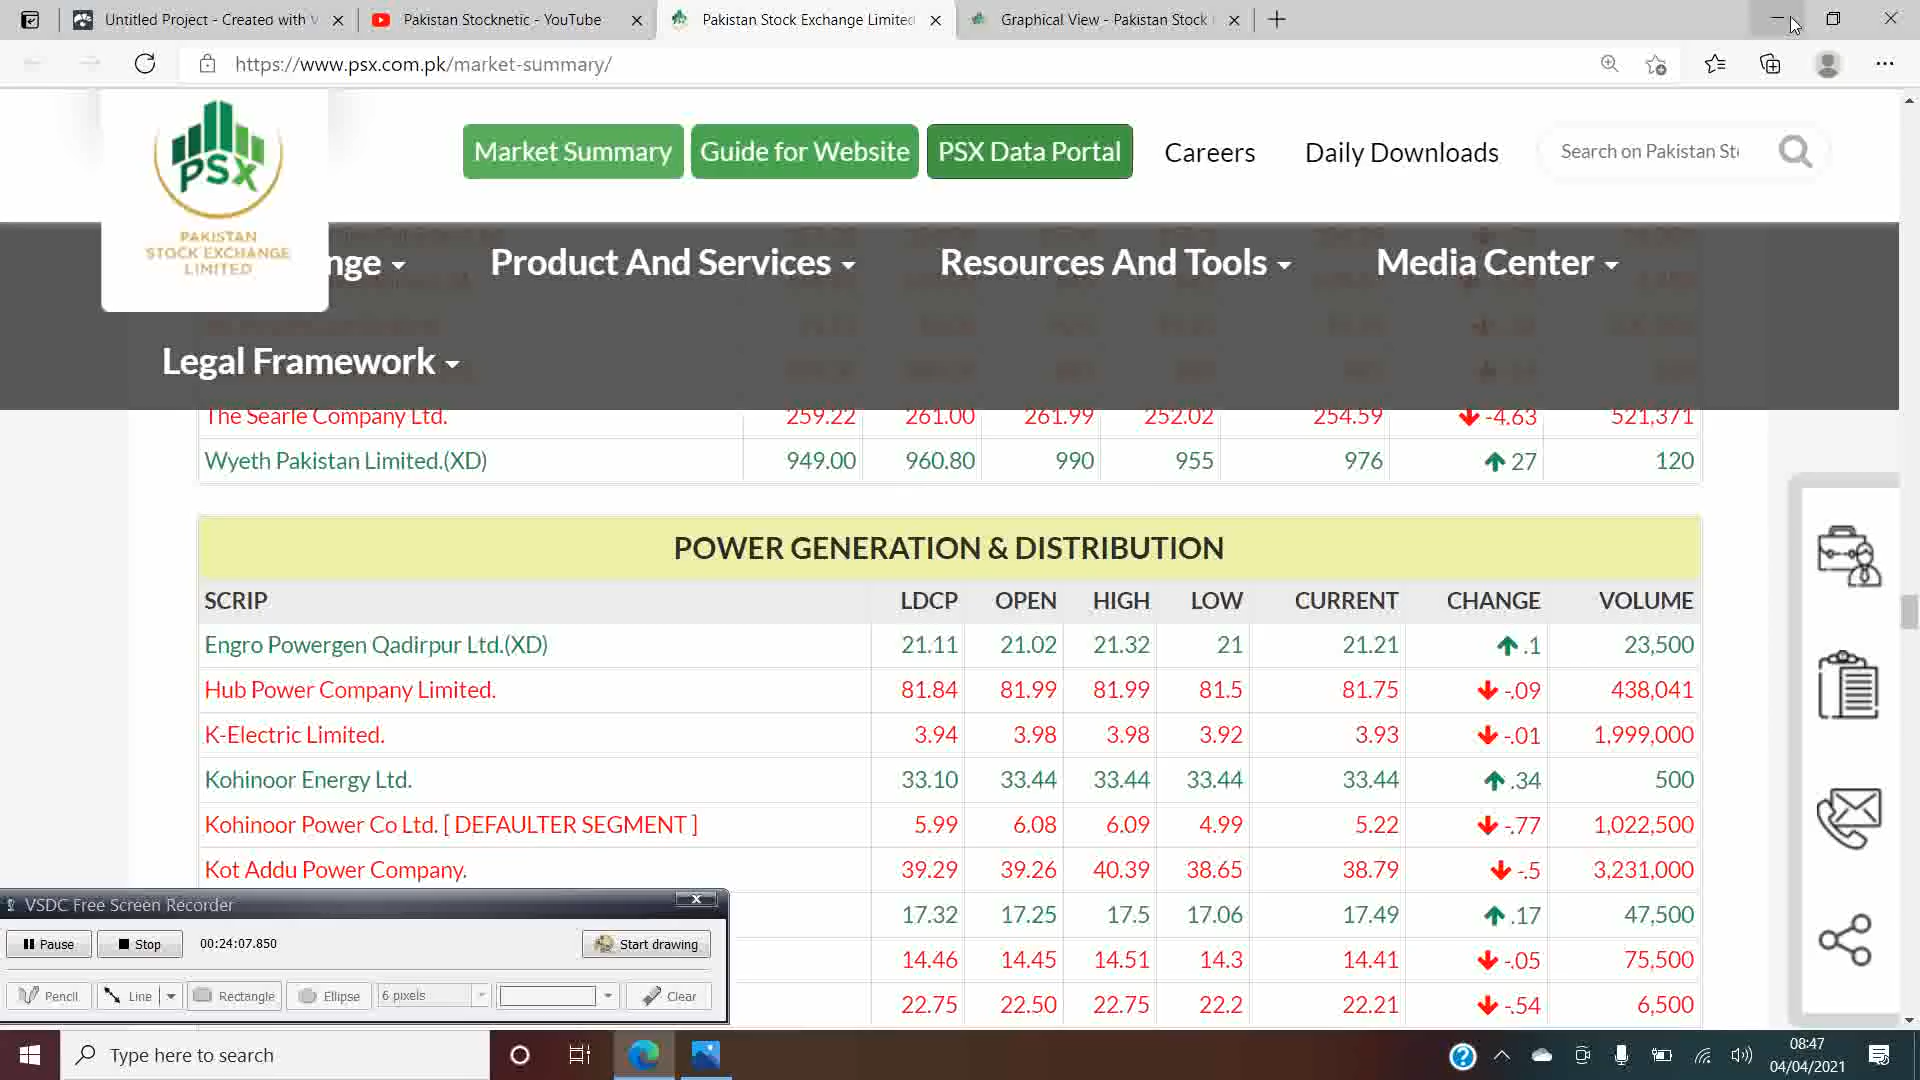 Untitled Project - Created with V
Pakistan Stocknetic - YouTube
Pakistan Stock Exchange Limited
Graphical View - Pakistan Stock
https://www.psx.com.pk/market-summary/
PSX
PAKISTAN
STOCK EXCHANGE
LIMITED
Market Summary
Guide for Website
PSX Data Portal
Careers
Daily Downloads
Search on Pakistan Sto
nge
Product And Services
Resources And Tools
Media Center
Legal Framework
The Searle Company Ltd. 259.22 261.00 261.99 252.02 254.59 -4.63 521,371
Wyeth Pakistan Limited.(XD) 949.00 960.80 990 955 976 27 120
POWER GENERATION & DISTRIBUTION
SCRIP LDCP OPEN HIGH LOW CURRENT CHANGE VOLUME
Engro Powergen Qadirpur Ltd.(XD) 21.11 21.02 21.32 21 21.21 .1 23,500
Hub Power Company Limited. 81.84 81.99 81.99 81.5 81.75 -.09 438,041
K-Electric Limited. 3.94 3.98 3.98 3.92 3.93 -.01 1,999,000
Kohinoor Energy Ltd. 33.10 33.44 33.44 33.44 33.44 .34 500
Kohinoor Power Co Ltd. [ DEFAULTER SEGMENT ] 5.99 6.08 6.09 4.99 5.22 -.77 1,022,500
Kot Addu Power Company. 39.29 39.26 40.39 38.65 38.79 -.5 3,231,000
17.32 17.25 17.5 17.06 17.49 .17 47,500
14.46 14.45 14.51 14.3 14.41 -.05 75,500
22.75 22.50 22.75 22.2 22.21 -.54 6,500
VSDC Free Screen Recorder
x
Pause
Stop
00:24:07.850
Start drawing
Pencil
Line
Rectangle
Ellipse
6 pixels
Clear
Type here to search
08:47
04/04/2021